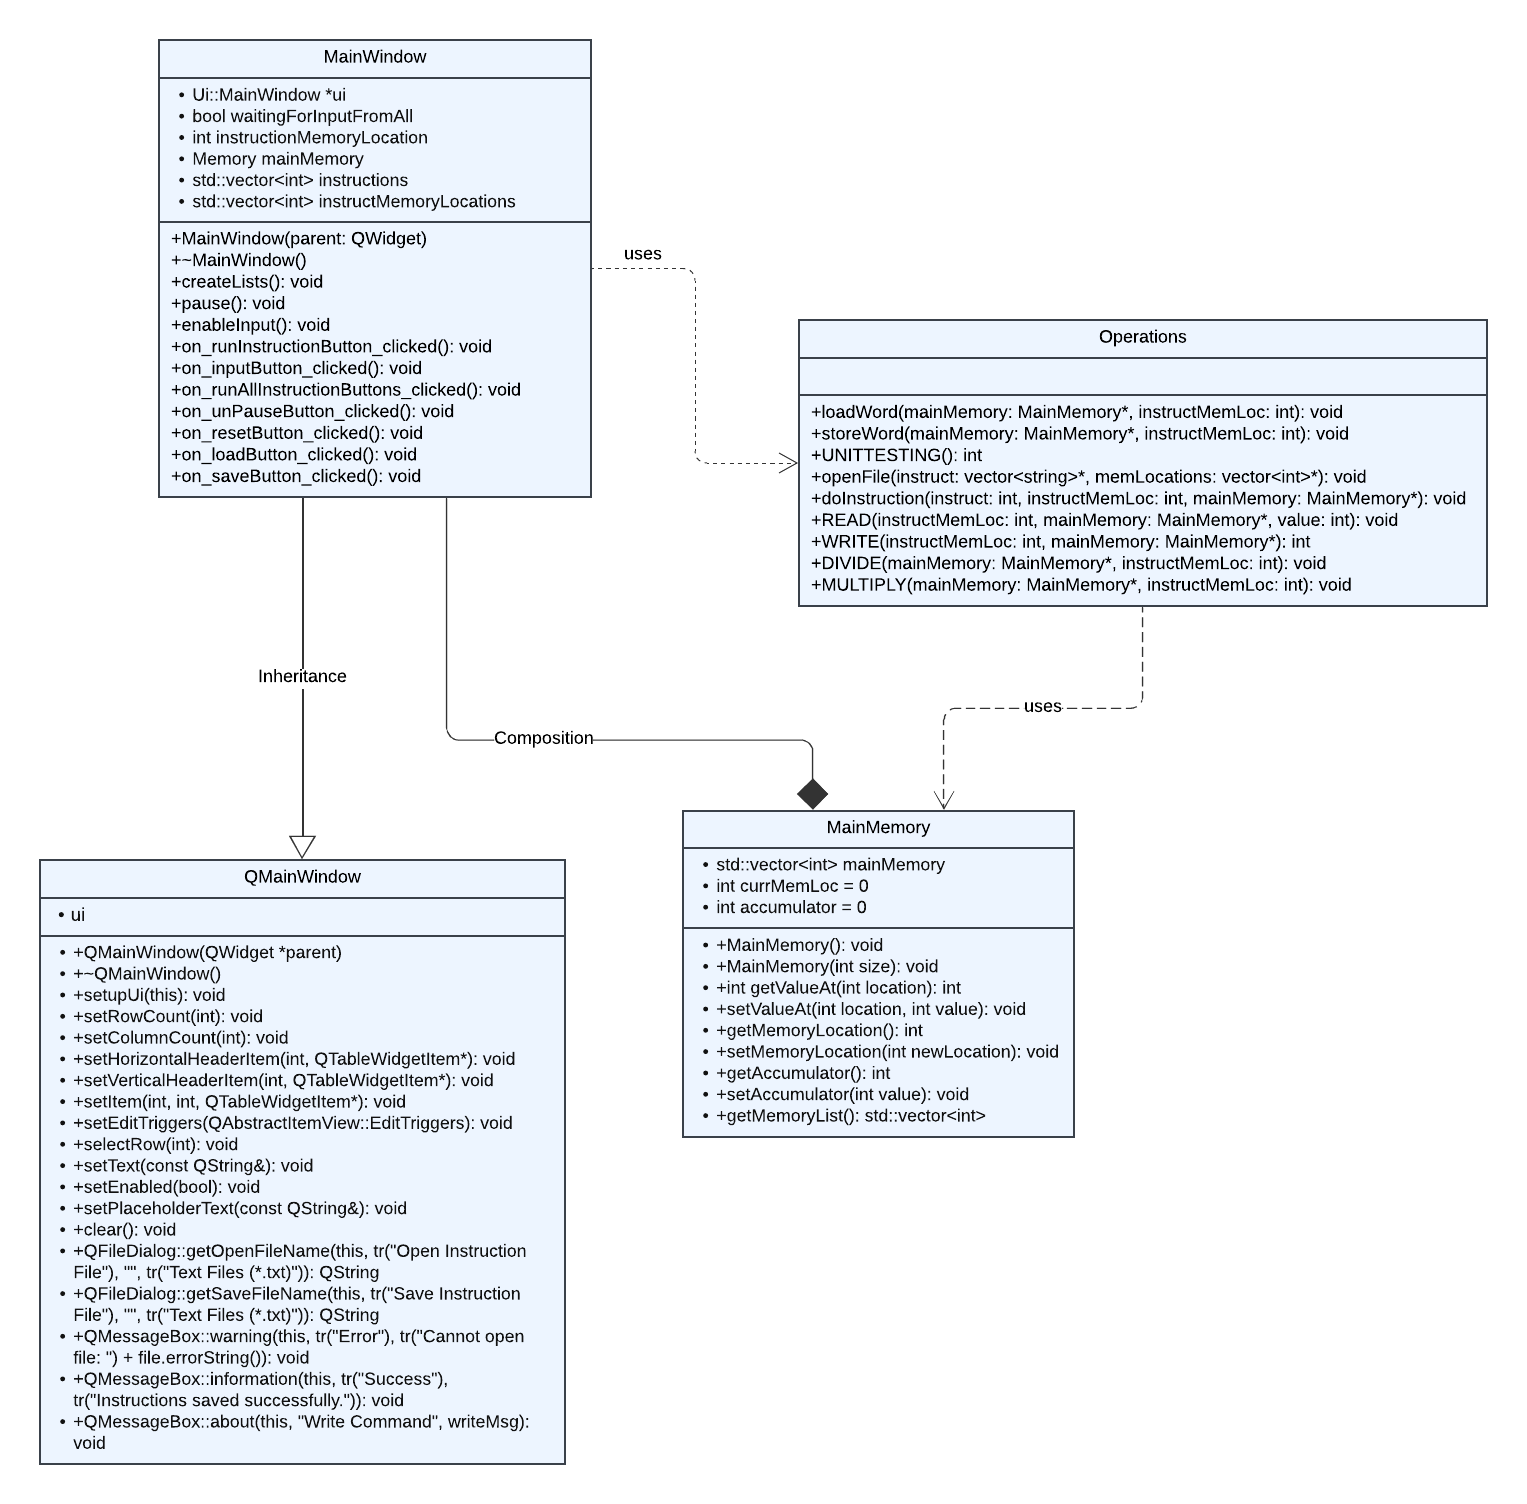 MainWindow
• Ui::MainWindow *ui
• bool waitingForInputFromAll
• int instructionMemoryLocation
• Memory mainMemory
• std::vector<int> instructions
• std::vector<int> instructMemoryLocations
+MainWindow(parent: QWidget)
+~MainWindow()
+createLists(): void
+pause(): void
+enableInput(): void
+on_runInstructionButton_clicked(): void
+on_inputButton_clicked(): void
+on_runAllInstructionButtons_clicked(): void
+on_unPauseButton_clicked(): void
+on_resetButton_clicked(): void
+on_loadButton_clicked(): void
+on_saveButton_clicked(): void
uses
Operations
+loadWord(mainMemory: MainMemory*, instructMemLoc: int): void
+storeWord(mainMemory: MainMemory*, instructMemLoc: int): void
+UNITTESTING(): int
+openFile(instruct: vector<string>*, memLocations: vector<int>*): void
+doInstruction(instruct: int, instructMemLoc: int, mainMemory: MainMemory*): void
+READ(instructMemLoc: int, mainMemory: MainMemory*, value: int): void
+WRITE(instructMemLoc: int, mainMemory: MainMemory*): int
+DIVIDE(mainMemory: MainMemory*, instructMemLoc: int): void
+MULTIPLY(mainMemory: MainMemory*, instructMemLoc: int): void
Inheritance
Composition
uses
QMainWindow
• ui
• +QMainWindow(QWidget *parent)
• +~QMainWindow()
• +setupUi(this): void
• +setRowCount(int): void
• +setColumnCount(int): void
• +setHorizontalHeaderItem(int, QTableWidgetItem*): void
• +setVerticalHeaderItem(int, QTableWidgetItem*): void
• +setItem(int, int, QTableWidgetItem*): void
• +setEditTriggers(QAbstractItemView::EditTriggers): void
• +selectRow(int): void
• +setText(const QString&): void
• +setEnabled(bool): void
• +setPlaceholderText(const QString&): void
• +clear(): void
• +QFileDialog::getOpenFileName(this, tr("Open Instruction
File"), "", tr("Text Files (*.txt)")): QString
• +QFileDialog::getSaveFileName(this, tr("Save Instruction
File"), "", tr("Text Files (*.txt)")): QString
• +QMessageBox::warning(this, tr("Error"), tr("Cannot open
file: ") + file.errorString()): void
• +QMessageBox::information(this, tr("Success"),
tr("Instructions saved successfully.")): void
• +QMessageBox::about(this, "Write Command", writeMsg):
void
MainMemory
• std::vector<int> mainMemory
• int currMemLoc = 0
• int accumulator = 0
• +MainMemory(): void
• +MainMemory(int size): void
• +int getValueAt(int location): int
• +setValueAt(int location, int value): void
• +getMemoryLocation(): int
• +setMemoryLocation(int newLocation): void
• +getAccumulator(): int
• +setAccumulator(int value): void
• +getMemoryList(): std::vector<int>